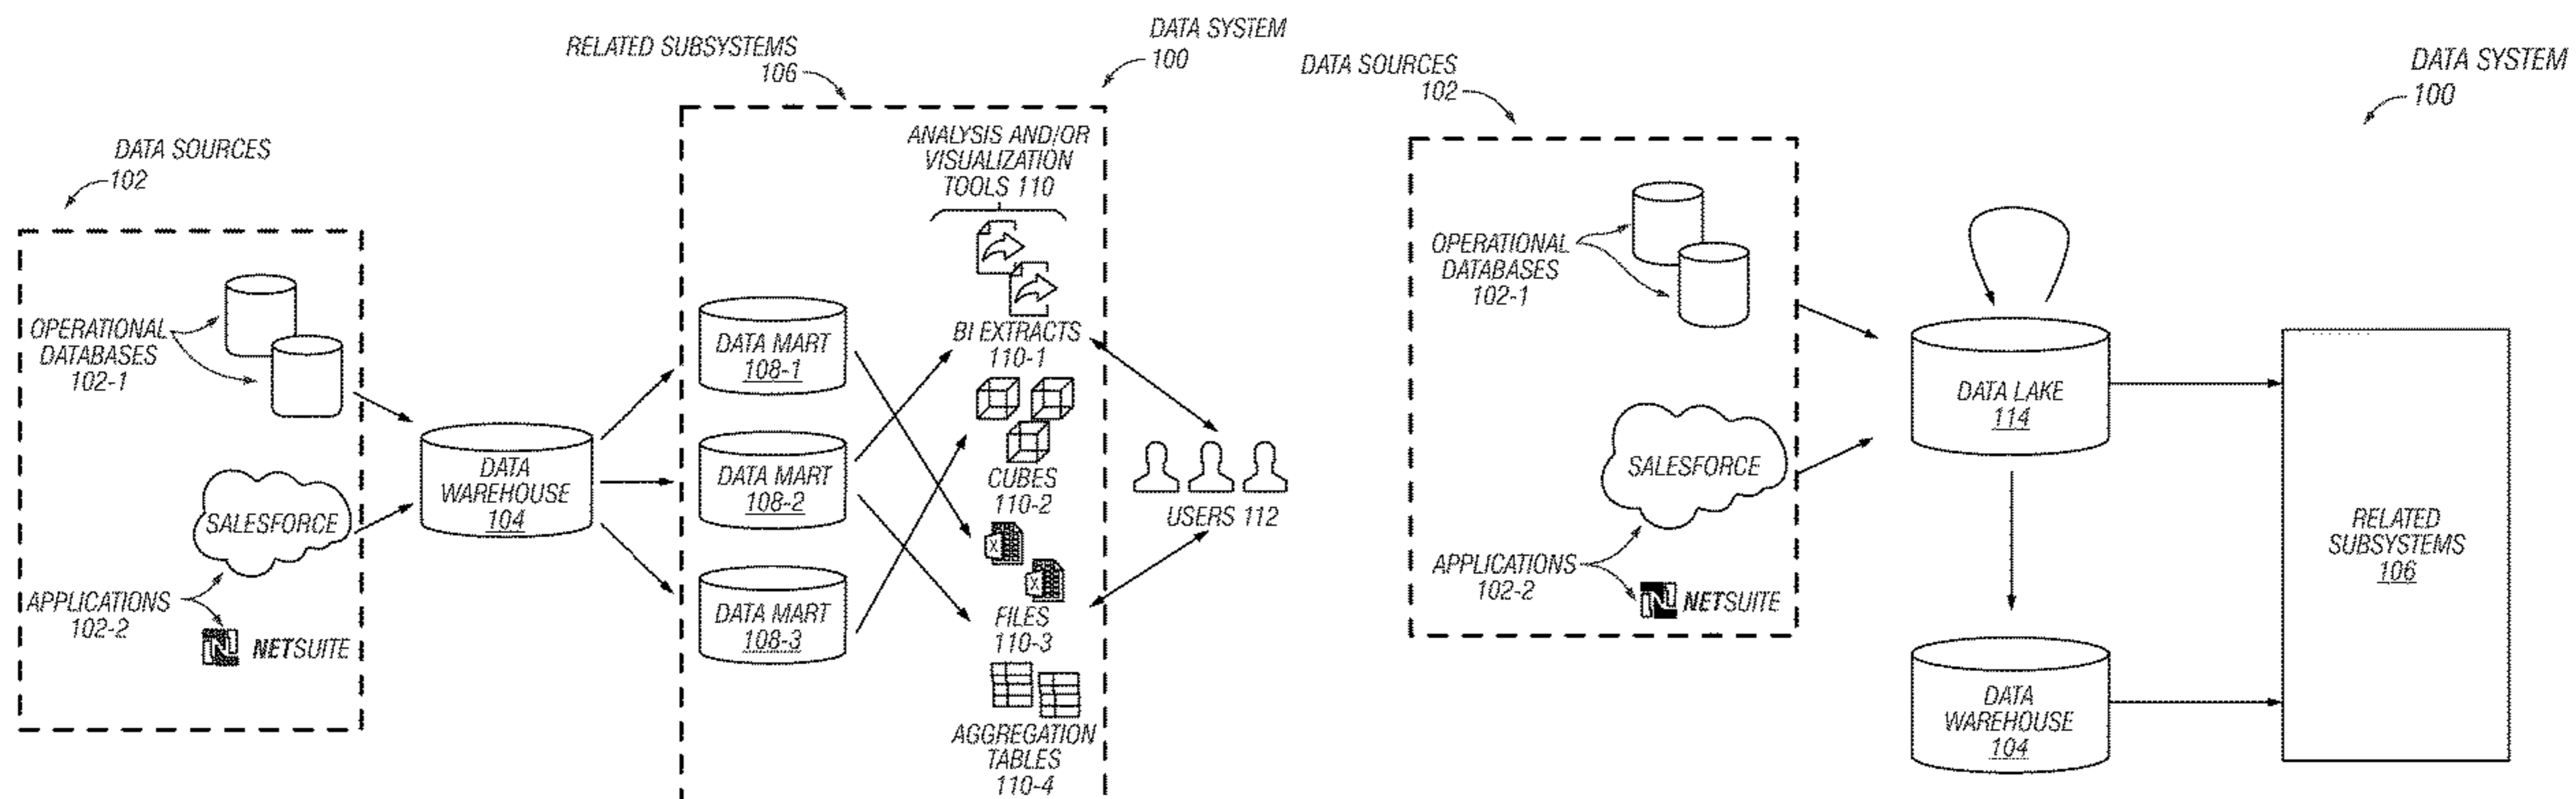 DATA SYSTEM
100
RELATED SUBSYSTEMS
106
DATA SOURCES
102
OPERATIONAL
DATABASES
102-1
SALESFORCE
APPLICATIONS
102-2
NETSUITE
DATA
WAREHOUSE
104
DATA MART
108-1
DATA MART
108-2
DATA MART
108-3
ANALYSIS AND/OR
VISUALIZATION
TOOLS 110
BI EXTRACTS
110-1
CUBES
110-2
X
X
FILES
110-3
AGGREGATION
TABLES
110-4
USERS 112
DATA SYSTEM
100
DATA SOURCES
102
OPERATIONAL
DATABASES
102-1
SALESFORCE
APPLICATIONS
102-2
NETSUITE
DATA LAKE
114
DATA
WAREHOUSE
104
RELATED
SUBSYSTEMS
106